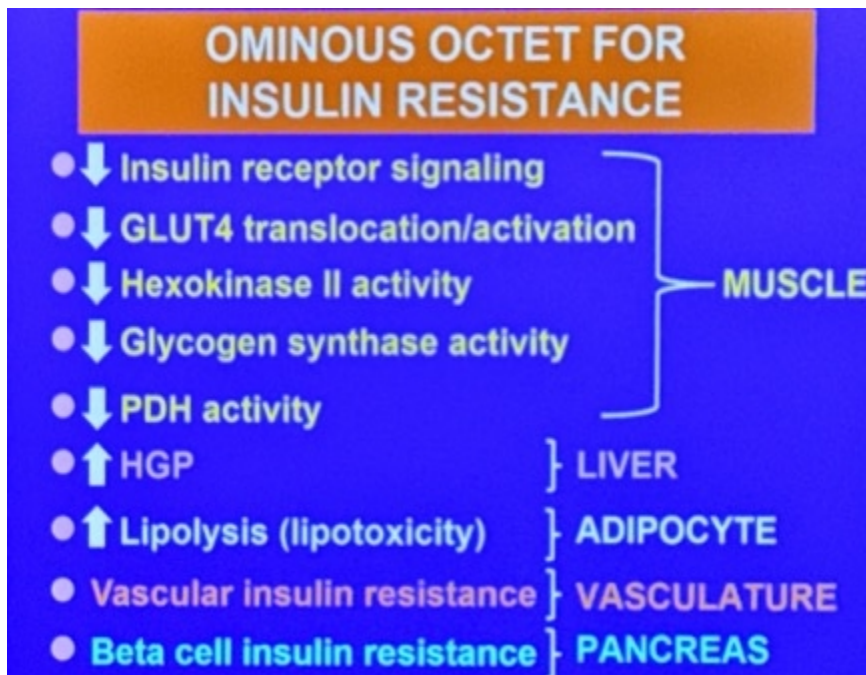 OMINOUS OCTET FOR
INSULIN RESISTANCE
Insulin receptor signaling
GLUT4 translocation/activation
Hexokinase II activity
Glycogen synthase activity
PDH activity
MUSCLE
HGP } LIVER
Lipolysis (lipotoxicity) } ADIPOCYTE
Vascular insulin resistance } VASCULATURE
Beta cell insulin resistance } PANCREAS